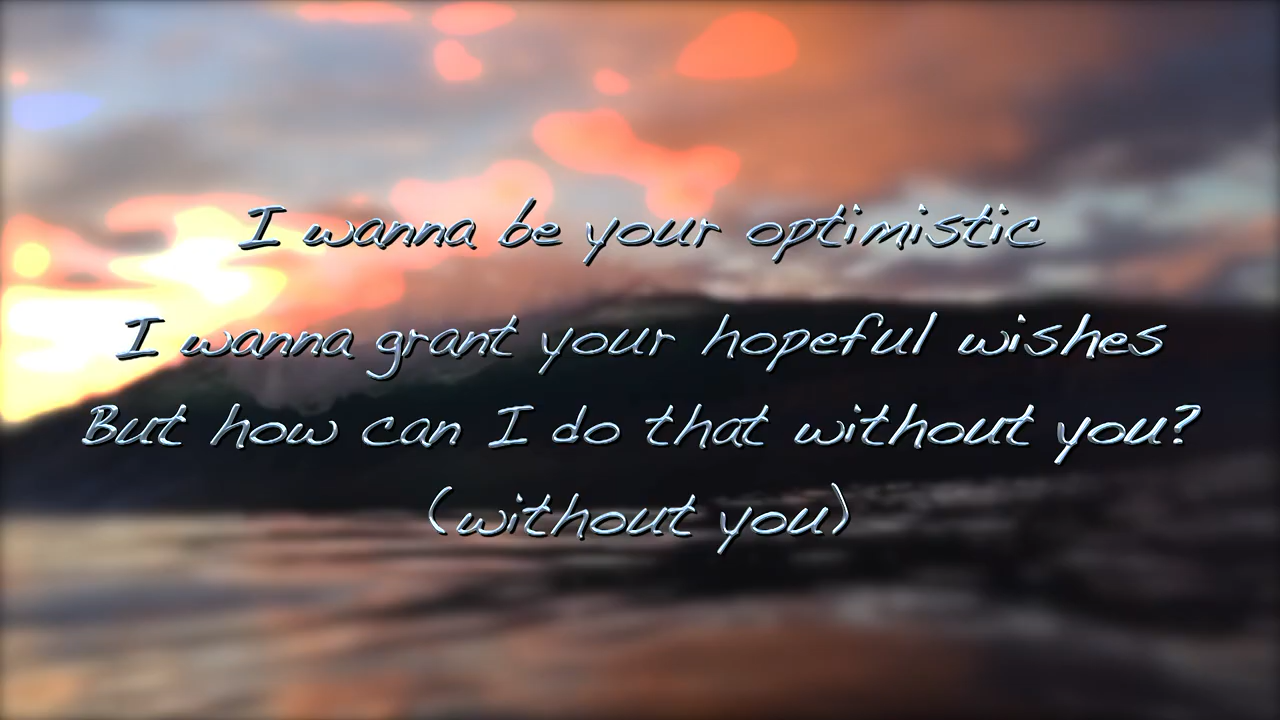 I wanna be your optimistic
I wanna grant your hopeful wishes
But how can I do that without you?
(without you)